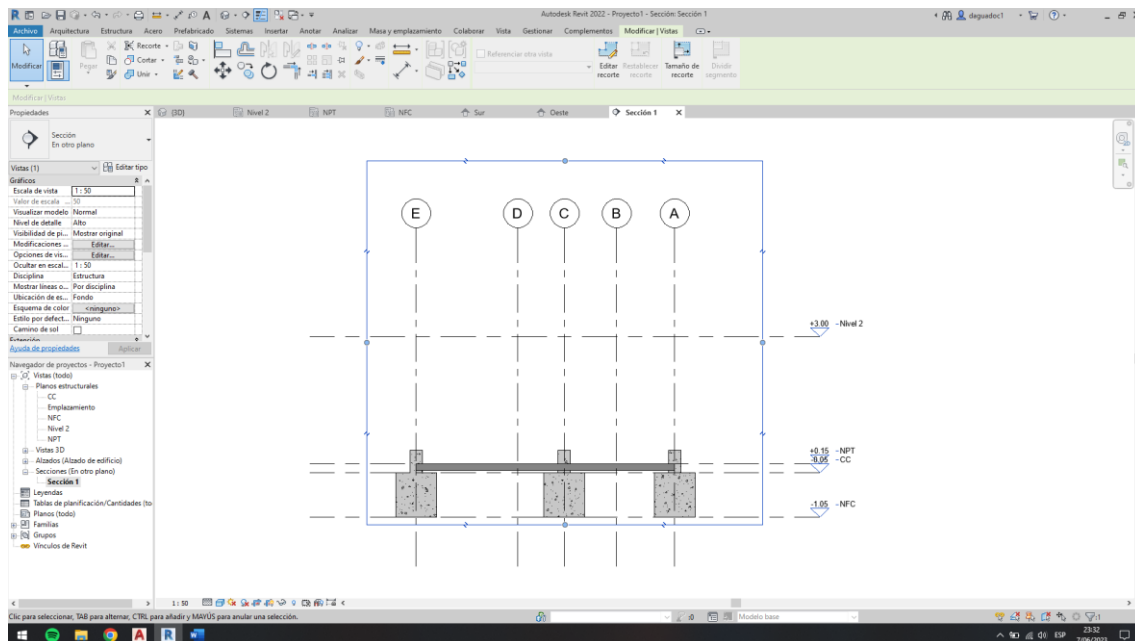 Autodesk Revit 2022 - Proyecto1 - Sección: Sección 1
deguadoc1
Archivo Arquitectura Estructura Acero Prefabricado Sistemas Insertar Anotar Analizar Masa y emplazamiento Colaborar Vista Gestionar Complementos Modificar | Vistas
Modificar
Pegar
Recorte
Cortar
Unir
Referenciar otra vista
Editar recorte
Restablecer recorte
Tamaño de recorte
Divide segmento
Modificar | Vistas
Propiedades
{3D} Nivel 2 NPT NFC Sur Oeste Sección 1
Sección
En otro plano
Vistas (1) Editar tipo
Gráficos
Escala de vista 1 : 50
Valor de escala ... 50
Visualizar modelo Normal
Nivel de detalle Alto
Visibilidad de pi... Mostrar original
Modificaciones ... Editar...
Opciones de vis... Editar...
Ocultar en escal... 1 : 50
Disciplina Estructura
Mostrar líneas o... Por disciplina
Ubicación de es... Fondo
Esquema de color <ninguno>
Estilo por defect... Ninguno
Camino de sol
Extensión
Ayuda de propiedades Aplicar
Navegador de proyectos - Proyecto1
Vistas (todo)
Planos estructurales
CC
Emplazamiento
NFC
Nivel 2
NPT
Vistas 3D
Alzados (Alzado de edificio)
Secciones (En otro plano)
Sección 1
Leyendas
Tablas de planificación/Cantidades (to
Planos (todo)
Familias
Grupos
Vínculos de Revit
E D C B A
+3.00 - Nivel 2
+0.15 - NPT
-0.05 - CC
-1.05 - NFC
1 : 50
Clic para seleccionar, TAB para alternar, CTRL para añadir y MAYÚS para anular una selección.
:0
Modelo base
:1
ESP
23:32
7/06/2023